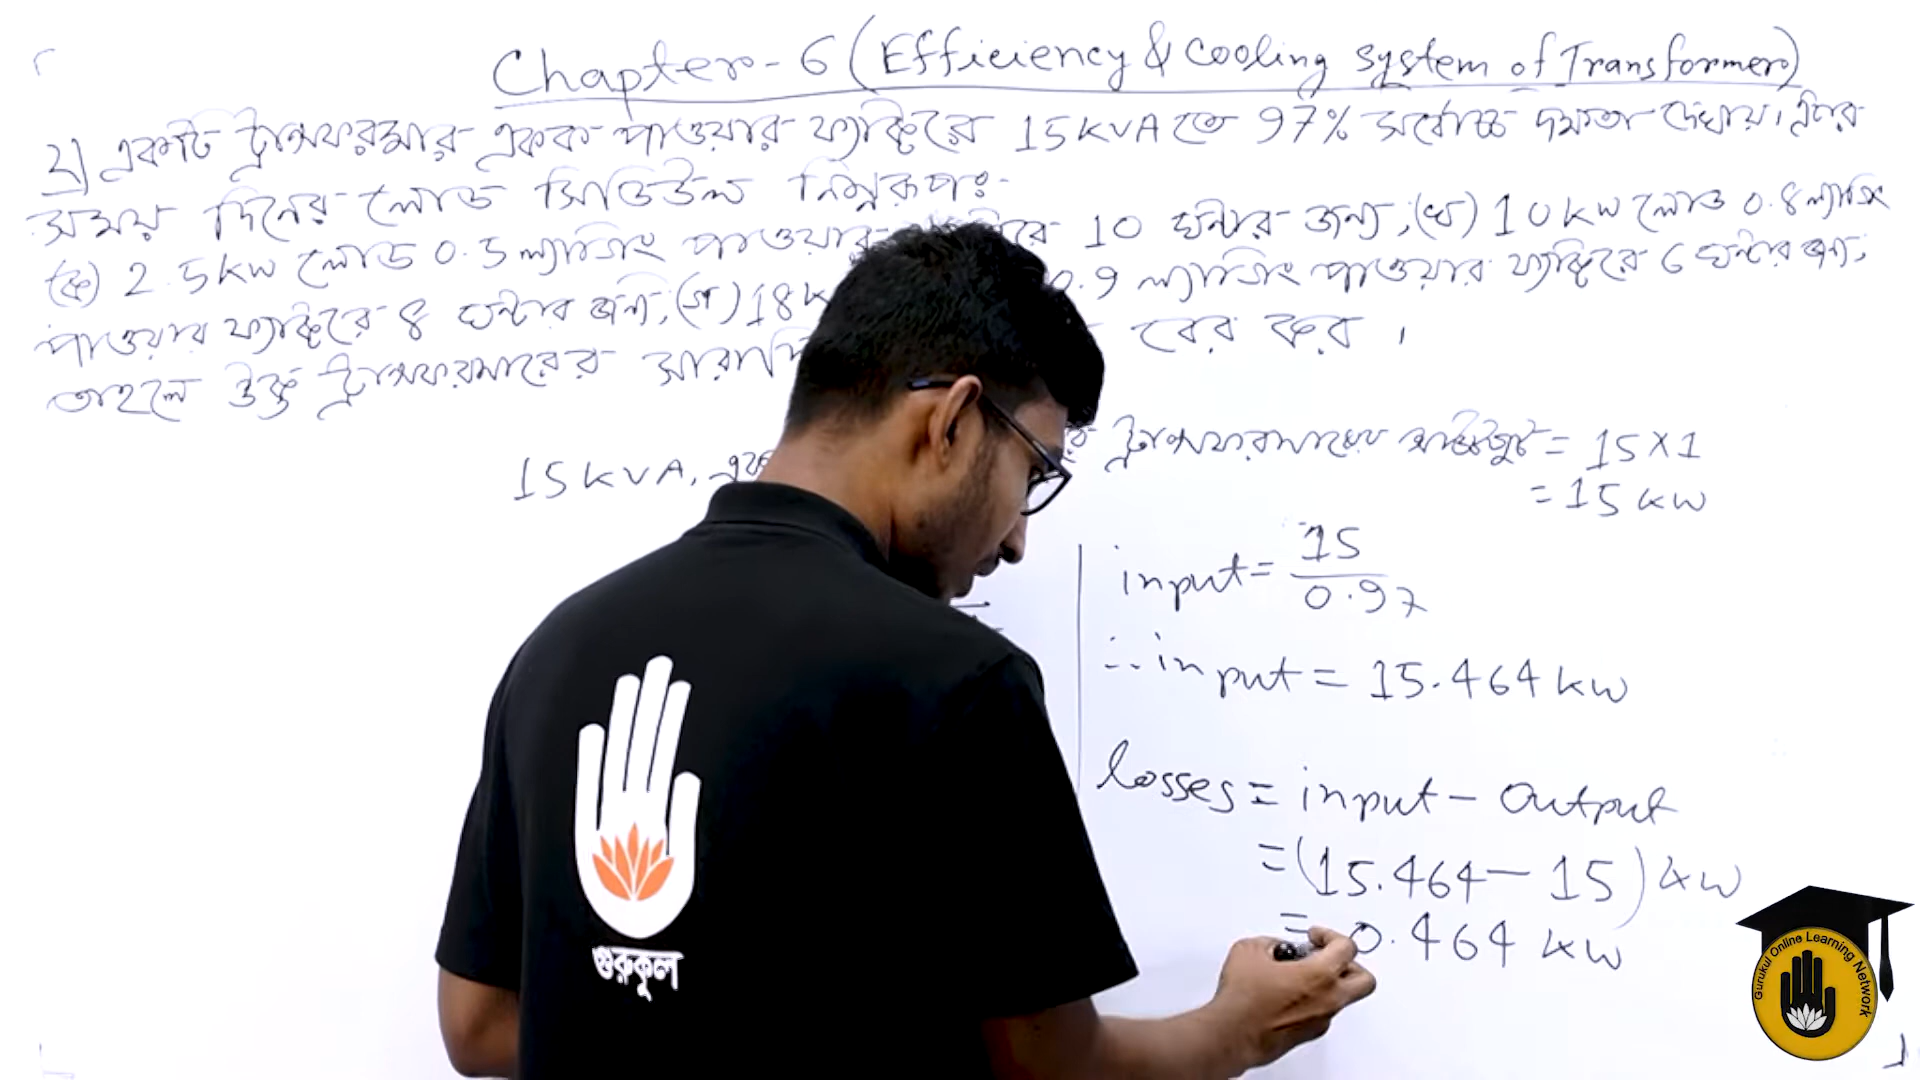 Chapter - 6 (Efficiency & Cooling system of Transformer)
2) একটি ট্রান্সফরমার একক পাওয়ার ফ্যাক্টরে 15 KVA তে 97% সর্বোচ্চ দক্ষতা দেখায়। এটার
সময় দিনের লোড সিডিউল নিম্নরূপঃ-
(ক) 2.5 kw লোড 0.5 ল্যাগিং পাওয়ার 10 ঘন্টার জন্য, (খ) 10 kw লোড 0.8 ল্যাগিং
পাওয়ার ফ্যাক্টরে 8 ঘন্টার জন্য, (গ) 18 k 0.9 ল্যাগিং পাওয়ার ফ্যাক্টরে 6 ঘন্টার জন্য,
তাহলে উক্ত ট্রান্সফরমারের বের কর ।
15 KVA, ট্রান্সফরমারের আউটপুট = 15 X 1
= 15 kw
input = 15
0.97
∴ input = 15.464 kw
losses = input - Output
= (15.464 - 15) kw
= 0.464 kw
গুরুকুল
Gurukul Online Learning Network